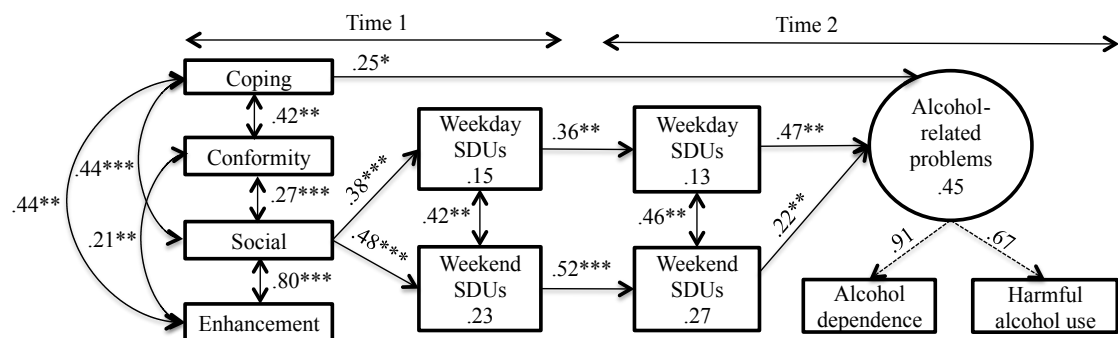 Time 1
Time 2
Coping
.25*
.42**
Conformity
.44***
.27***
.44**
.21**
Social
.80***
Enhancement
.38***
.48***
Weekday
SDUs
.15
.42**
Weekend
SDUs
.23
.36**
.52***
Weekday
SDUs
.13
.46**
Weekend
SDUs
.27
.47**
.22**
Alcohol-
related
problems
.45
.91
.67
Alcohol
dependence
Harmful
alcohol use